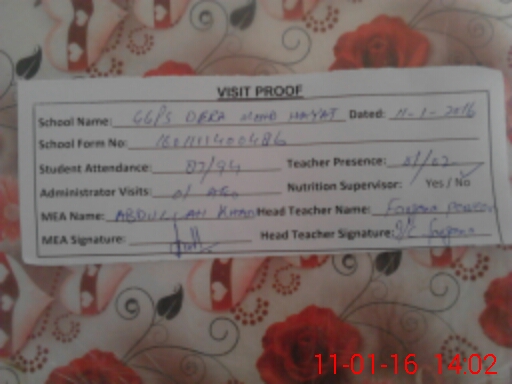 VISIT PROOF
School Name: GGPS DERA MOHD HAYAT Dated: 11-1-2016
School Form No:
Student Attendance: 87/94 Teacher Presence: 01/02
Administrator Visits: 01 Nutrition Supervisor: Yes / No
MEA Name: ABDULLAH KHAN Head Teacher Name:
MEA Signature: Head Teacher Signature:
11-01-16 14:02